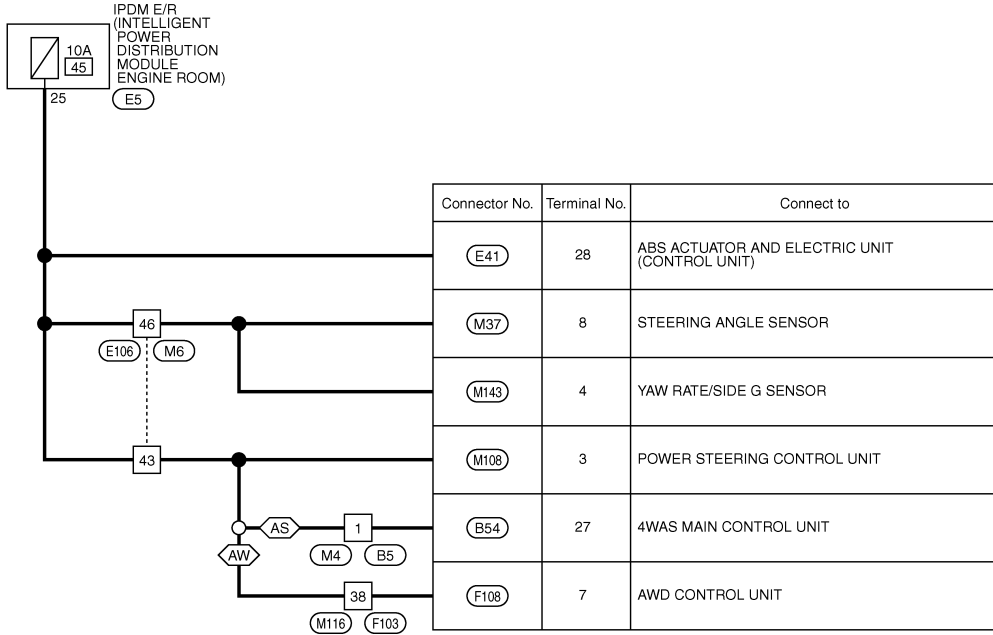 IPDM E/R
(INTELLIGENT
POWER
DISTRIBUTION
MODULE
ENGINE ROOM)
10A
45
25
E5
Connector No. Terminal No. Connect to
E41 28 ABS ACTUATOR AND ELECTRIC UNIT
(CONTROL UNIT)
46 M37 8 STEERING ANGLE SENSOR
E106 M6
M143 4 YAW RATE/SIDE G SENSOR
43 M108 3 POWER STEERING CONTROL UNIT
AS 1 B54 27 4WAS MAIN CONTROL UNIT
AW M4 B5
38 F108 7 AWD CONTROL UNIT
M116 F103